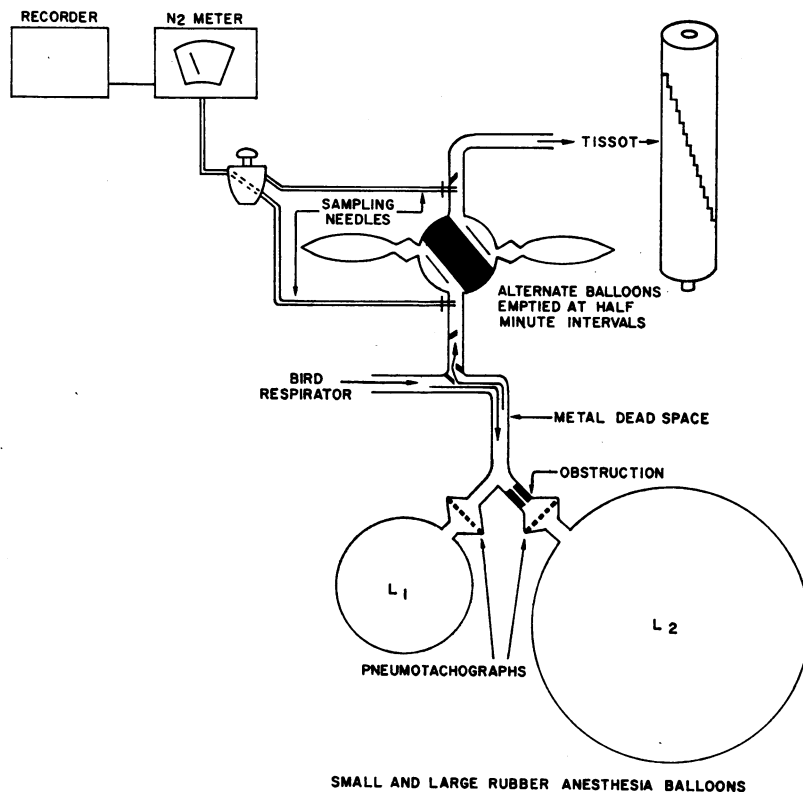 RECORDER
N2 METER
TISSOT
SAMPLING
NEEDLES
ALTERNATE BALLOONS
EMPTIED AT HALF
MINUTE INTERVALS
BIRD
RESPIRATOR
METAL DEAD SPACE
OBSTRUCTION
L1
L2
PNEUMOTACHOGRAPHS
SMALL AND LARGE RUBBER ANESTHESIA BALLOONS